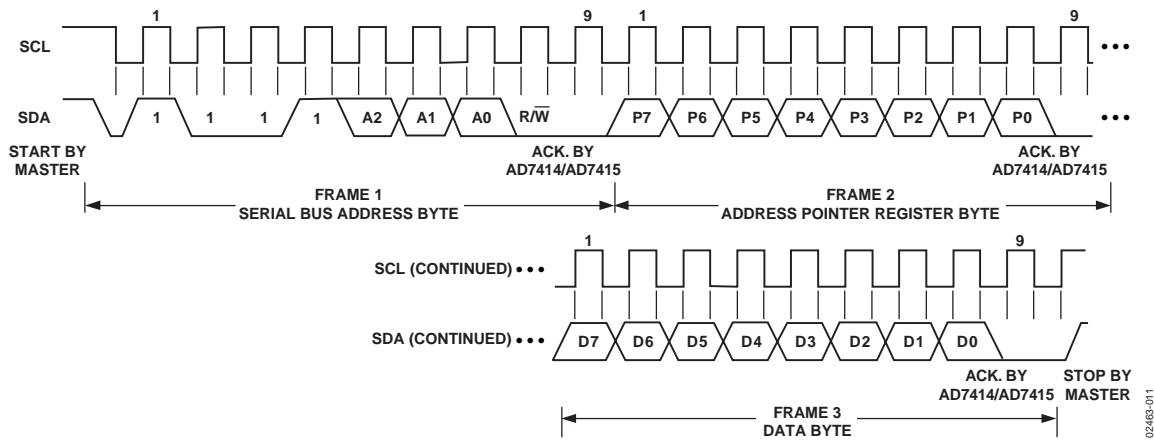 1 9 1 9
SCL
SDA 1 1 1 1 A2 A1 A0 R/W̅ P7 P6 P5 P4 P3 P2 P1 P0
START BY MASTER
ACK. BY AD7414/AD7415
ACK. BY AD7414/AD7415
FRAME 1
SERIAL BUS ADDRESS BYTE
FRAME 2
ADDRESS POINTER REGISTER BYTE
1 9
SCL (CONTINUED)
SDA (CONTINUED) D7 D6 D5 D4 D3 D2 D1 D0
ACK. BY AD7414/AD7415
STOP BY MASTER
FRAME 3
DATA BYTE
02463-011